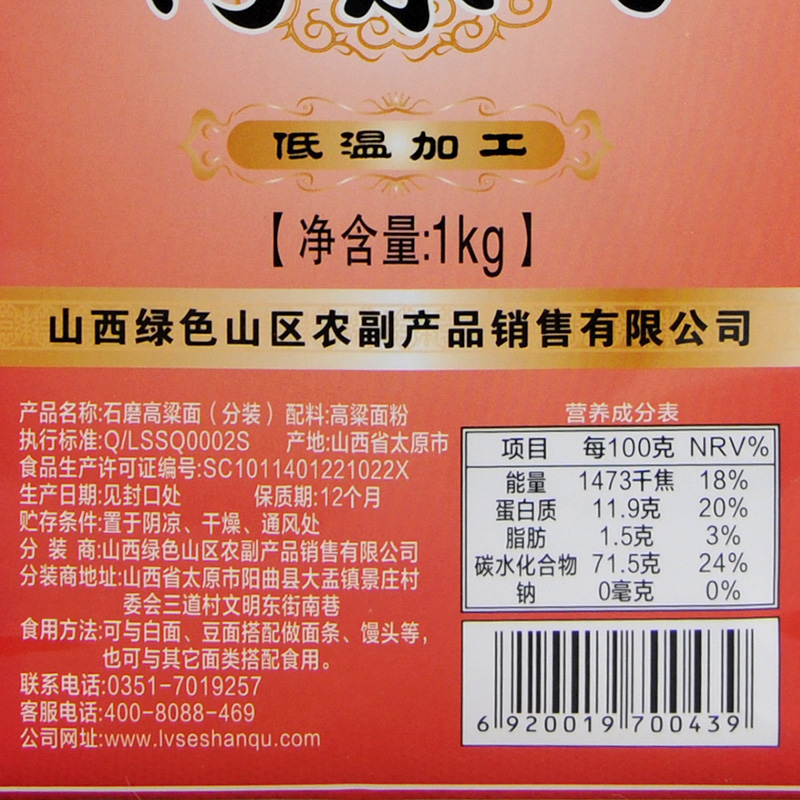 低温加工
【净含量:1kg】
山西绿色山区农副产品销售有限公司
产品名称:石磨高粱面（分装）配料:高粱面粉
执行标准:Q/LSSQ0002S 产地:山西省太原市
食品生产许可证编号:SC1011401221022X
生产日期:见封口处 保质期:12个月
贮存条件:置于阴凉、干燥、通风处
分 装 商:山西绿色山区农副产品销售有限公司
分装商地址:山西省太原市阳曲县大盂镇景庄村
委会三道村文明东街南巷
食用方法:可与白面、豆面搭配做面条、馒头等，
也可与其它面类搭配食用。
联系电话:0351-7019257
客服电话:400-8088-469
公司网址:www.lvseshanqu.com
营养成分表
项目 每100克 NRV%
能量 1473千焦 18%
蛋白质 11.9克 20%
脂肪 1.5克 3%
碳水化合物 71.5克 24%
钠 0毫克 0%
6 920019 700439